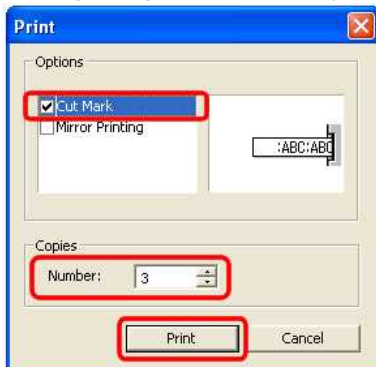 Print
Options
Cut Mark
Mirror Printing
:ABC:ABC
Copies
Number: 3
Print Cancel